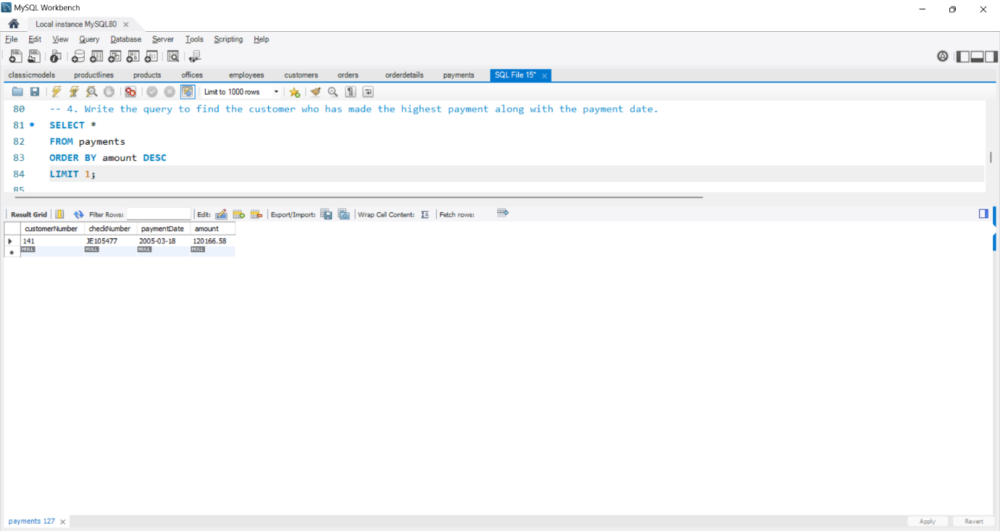 MySQL Workbench
Local instance MySQL80
File Edit View Query Database Server Tools Scripting Help
classicmodels productlines products offices employees customers orders orderdetails payments SQL File 15*
Limit to 1000 rows
80 -- 4. Write the query to find the customer who has made the highest payment along with the payment date.
81 SELECT *
82 FROM payments
83 ORDER BY amount DESC
84 LIMIT 1;
85
Result Grid Filter Rows: Edit: Export/Import: Wrap Cell Content: Fetch rows:
customerNumber checkNumber paymentDate amount
141 JE105477 2005-03-18 120166.58
NULL NULL NULL NULL
payments 127 Apply Revert